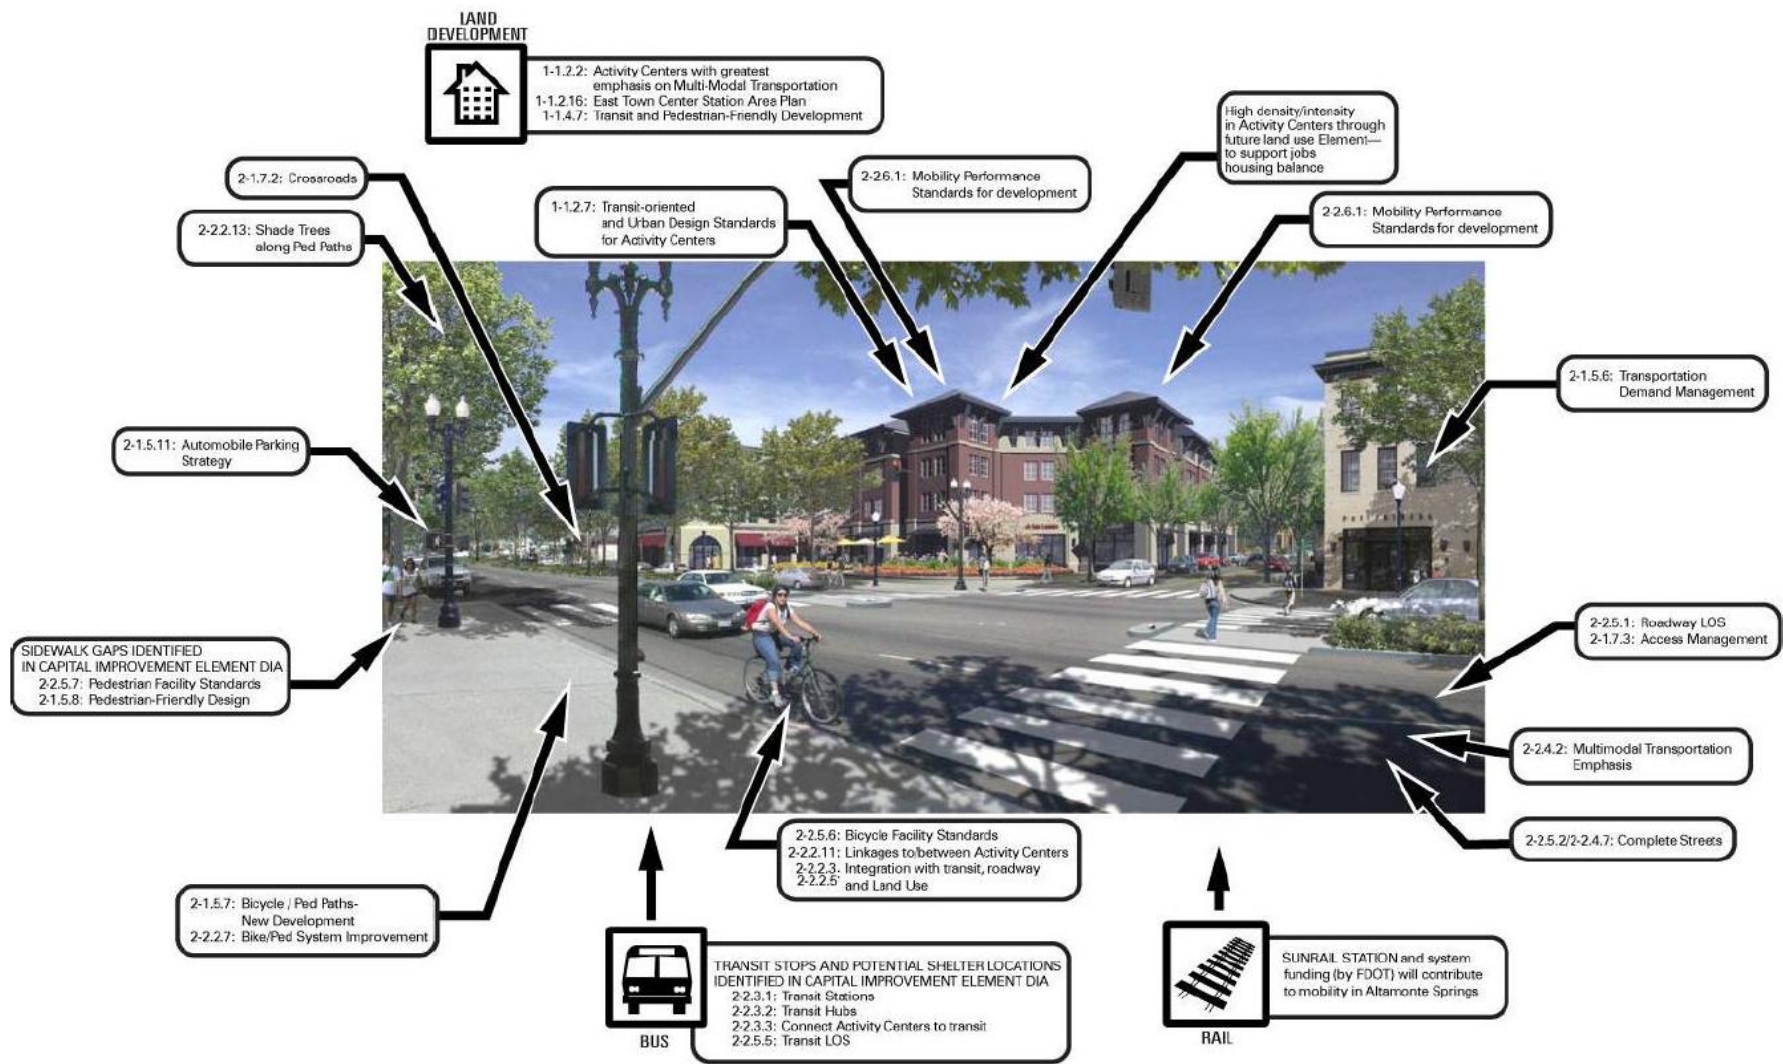 LAND
DEVELOPMENT
1-1.2.2: Activity Centers with greatest
emphasis on Multi-Modal Transportation
1-1.2.16: East Town Center Station Area Plan
1-1.4.7: Transit and Pedestrian-Friendly Development
High density/intensity
in Activity Centers through
future land use Element—
to support jobs
housing balance
2-1.7.2: Crossroads
2-2.6.1: Mobility Performance
Standards for development
1-1.2.7: Transit-oriented
and Urban Design Standards
for Activity Centers
2-2.6.1: Mobility Performance
Standards for development
2-2.2.13: Shade Trees
along Ped Paths
2-1.5.6: Transportation
Demand Management
2-1.5.11: Automobile Parking
Strategy
2-2.5.1: Roadway LOS
2-1.7.3: Access Management
SIDEWALK GAPS IDENTIFIED
IN CAPITAL IMPROVEMENT ELEMENT DIA
2-2.5.7: Pedestrian Facility Standards
2-1.5.8: Pedestrian-Friendly Design
2-2.4.2: Multimodal Transportation
Emphasis
2-2.5.6: Bicycle Facility Standards
2-2.2.11: Linkages to/between Activity Centers
2-2.2.3: Integration with transit, roadway
2-2.2.5: and Land Use
2-2.5.2/2-2.4.7: Complete Streets
2-1.5.7: Bicycle / Ped Paths-
New Development
2-2.2.7: Bike/Ped System Improvement
BUS
TRANSIT STOPS AND POTENTIAL SHELTER LOCATIONS
IDENTIFIED IN CAPITAL IMPROVEMENT ELEMENT DIA
2-2.3.1: Transit Stations
2-2.3.2: Transit Hubs
2-2.3.3: Connect Activity Centers to transit
2-2.5.5: Transit LOS
RAIL
SUNRAIL STATION and system
funding (by FDOT) will contribute
to mobility in Altamonte Springs